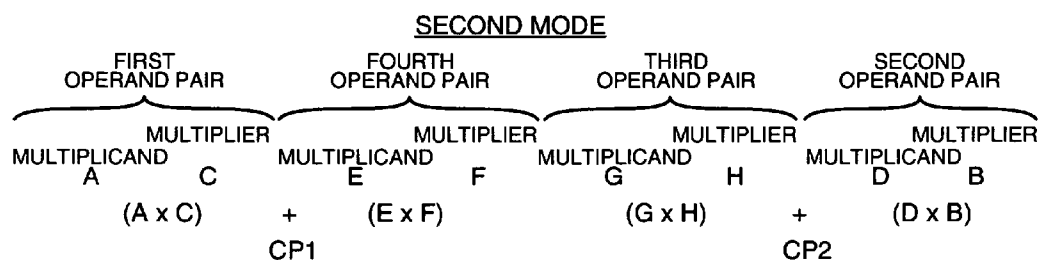 SECOND MODE
FIRST OPERAND PAIR
FOURTH OPERAND PAIR
THIRD OPERAND PAIR
SECOND OPERAND PAIR
MULTIPLIER MULTIPLIER MULTIPLIER MULTIPLIER
MULTIPLICAND MULTIPLICAND MULTIPLICAND MULTIPLICAND
A C E F G H D B
(A x C) + (E x F) (G x H) + (D x B)
CP1 CP2